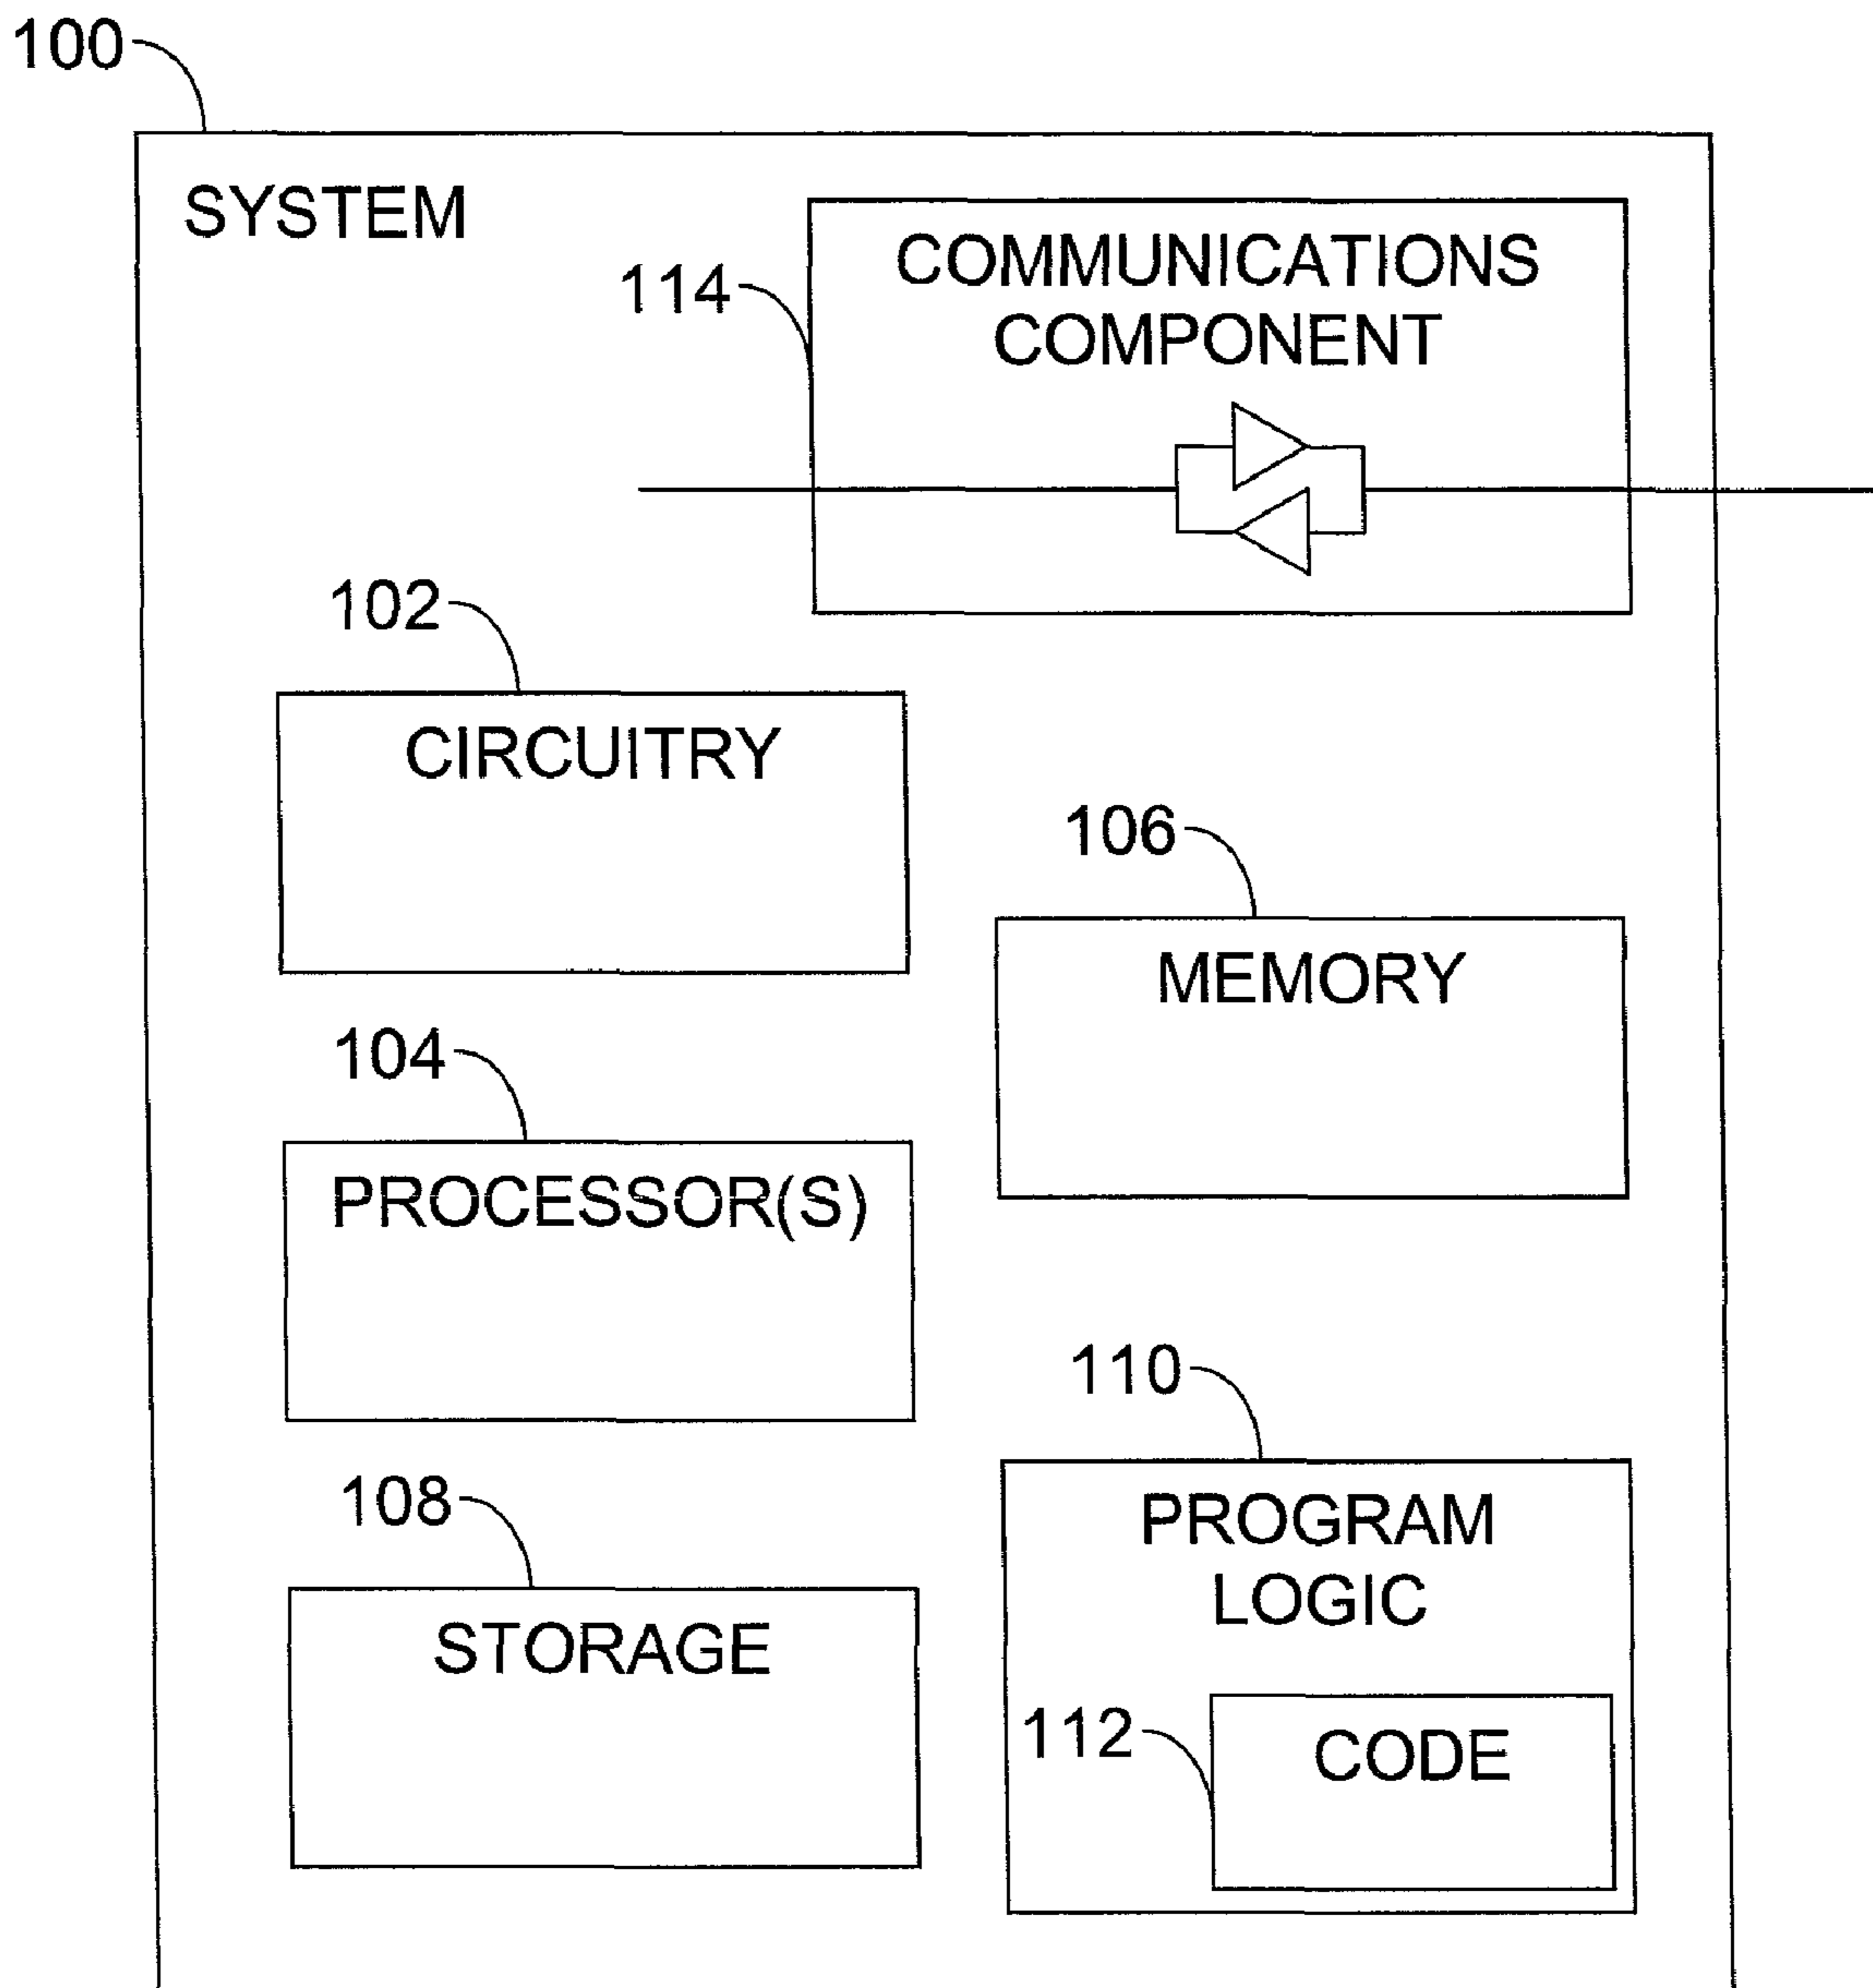 100
SYSTEM
114
COMMUNICATIONS
COMPONENT
102
CIRCUITRY
106
MEMORY
104
PROCESSOR(S)
110
PROGRAM
LOGIC
108
STORAGE
112
CODE